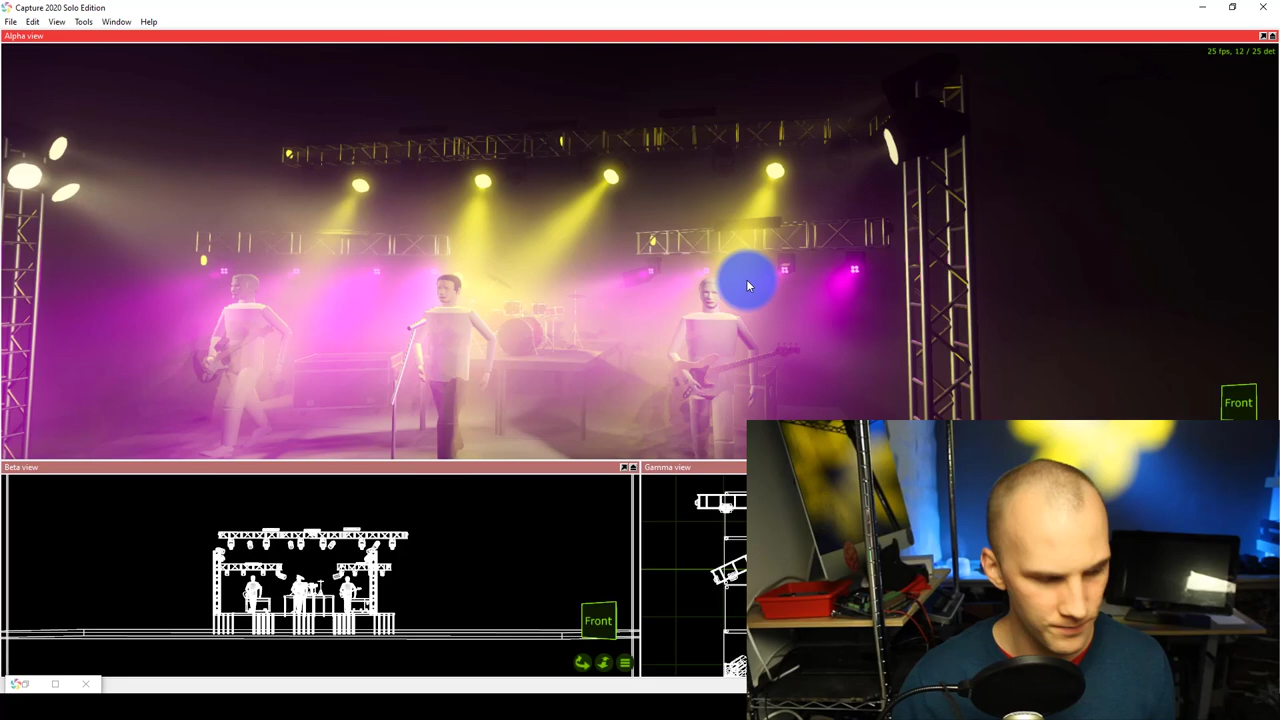 Capture 2020 Solo Edition
File Edit View Tools Window Help
Alpha view
25 fps, 12 / 25 det
Front
Beta view
Gamma view
Front